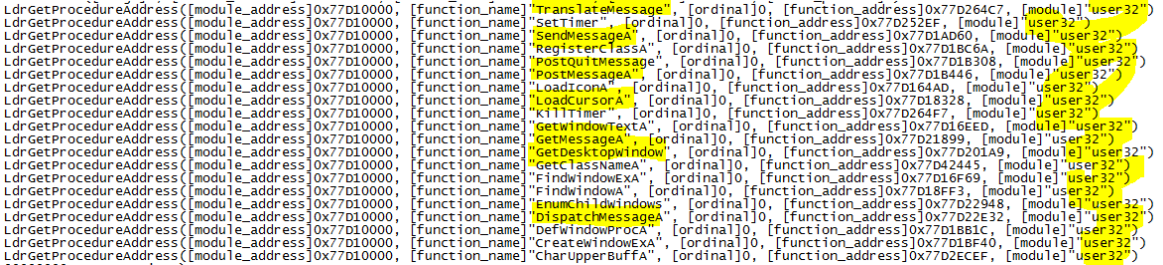 LdrGetProcedureAddress([module_address]0x77D10000, [function_name]"TranslatMessage", [ordinal]0, [function_address]0x77D264C7, [module]"user32")
LdrGetProcedureAddress([module_address]0x77D10000, [function_name]"SetTimer", [ordinal]0, [function_address]0x77D252EF, [module]"user32")
LdrGetProcedureAddress([module_address]0x77D10000, [function_name]"SendMessageA", [ordinal]0, [function_address]0x77D1AD60, [module]"user32")
LdrGetProcedureAddress([module_address]0x77D10000, [function_name]"RegisterClassA", [ordinal]0, [function_address]0x77D1BC6A, [module]"user32")
LdrGetProcedureAddress([module_address]0x77D10000, [function_name]"PostQuitMessage", [ordinal]0, [function_address]0x77D1B308, [module]"user32")
LdrGetProcedureAddress([module_address]0x77D10000, [function_name]"PostMessageA", [ordinal]0, [function_address]0x77D1B446, [module]"user32")
LdrGetProcedureAddress([module_address]0x77D10000, [function_name]"LoadIconA", [ordinal]0, [function_address]0x77D164AD, [module]"user32")
LdrGetProcedureAddress([module_address]0x77D10000, [function_name]"LoadCursorA", [ordinal]0, [function_address]0x77D18328, [module]"user32")
LdrGetProcedureAddress([module_address]0x77D10000, [function_name]"KillTimer", [ordinal]0, [function_address]0x77D264F7, [module]"user32")
LdrGetProcedureAddress([module_address]0x77D10000, [function_name]"GetWindowTextA", [ordinal]0, [function_address]0x77D16EED, [module]"user32")
LdrGetProcedureAddress([module_address]0x77D10000, [function_name]"GetMessageA", [ordinal]0, [function_address]0x77D21899, [module]"user32")
LdrGetProcedureAddress([module_address]0x77D10000, [function_name]"GetDesktopWindow", [ordinal]0, [function_address]0x77D201A9, [module]"user32")
LdrGetProcedureAddress([module_address]0x77D10000, [function_name]"GetClassNameA", [ordinal]0, [function_address]0x77D42445, [module]"user32")
LdrGetProcedureAddress([module_address]0x77D10000, [function_name]"FindWindowExA", [ordinal]0, [function_address]0x77D16F69, [module]"user32")
LdrGetProcedureAddress([module_address]0x77D10000, [function_name]"FindWindowA", [ordinal]0, [function_address]0x77D18FF3, [module]"user32")
LdrGetProcedureAddress([module_address]0x77D10000, [function_name]"EnumChildWindows", [ordinal]0, [function_address]0x77D22948, [module]"user32")
LdrGetProcedureAddress([module_address]0x77D10000, [function_name]"DispatchMessageA", [ordinal]0, [function_address]0x77D22E32, [module]"user32")
LdrGetProcedureAddress([module_address]0x77D10000, [function_name]"DefWindowProcA", [ordinal]0, [function_address]0x77D1BB1C, [module]"user32")
LdrGetProcedureAddress([module_address]0x77D10000, [function_name]"CreateWindowExA", [ordinal]0, [function_address]0x77D1BF40, [module]"user32")
LdrGetProcedureAddress([module_address]0x77D10000, [function_name]"CharUpperBuffA", [ordinal]0, [function_address]0x77D2ECEF, [module]"user32")